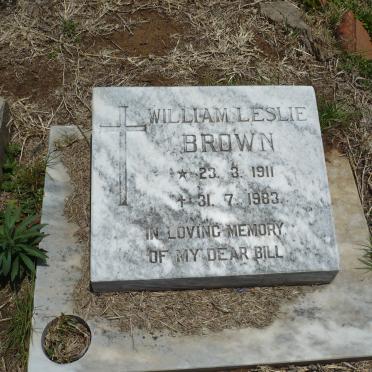 WILLIAM LESLIE
BROWN
★ 23. 3. 1911
✝ 31. 7. 1983
IN LOVING MEMORY
OF MY DEAR BILL